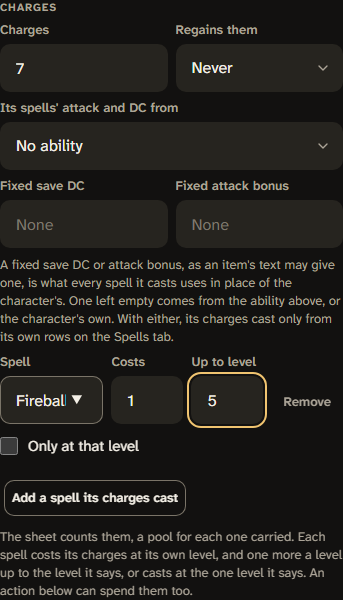 CHARGES
Charges Regains them
7 Never
Its spells' attack and DC from
No ability
Fixed save DC Fixed attack bonus
None None
A fixed save DC or attack bonus, as an item's text may give
one, is what every spell it casts uses in place of the
character's. One left empty comes from the ability above, or
the character's own. With either, its charges cast only from
its own rows on the Spells tab.
Spell Costs Up to level
Fireball 1 5 Remove
Only at that level
Add a spell its charges cast
The sheet counts them, a pool for each one carried. Each
spell costs its charges at its own level, and one more a level
up to the level it says, or casts at the one level it says. An
action below can spend them too.